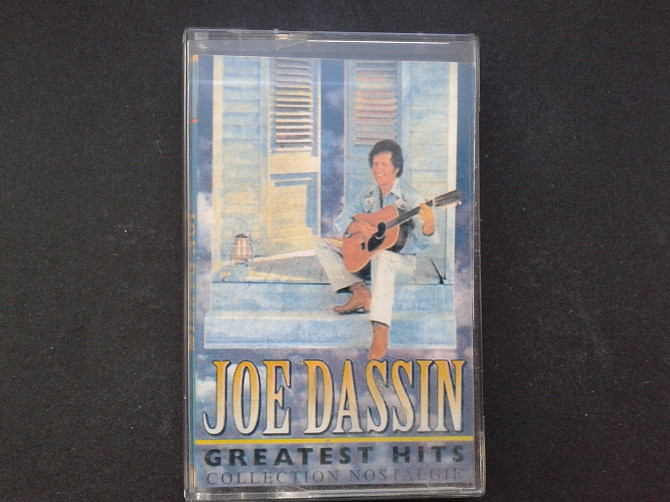 JOE DASSIN
GREATEST HITS
COLLECTION NOSTALGIE